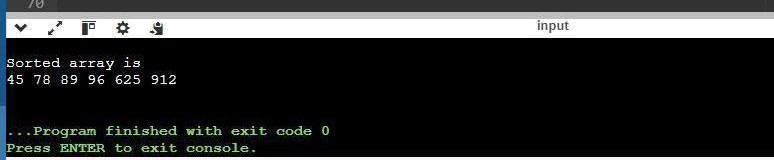 70
input
Sorted array is
45 78 89 96 625 912
...Program finished with exit code 0
Press ENTER to exit console.